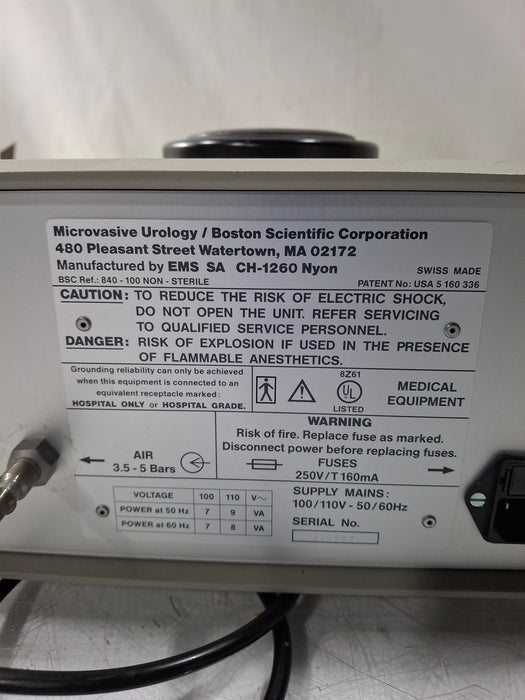 Microvasive Urology / Boston Scientific Corporation
480 Pleasant Street Watertown, MA 02172
Manufactured by EMS SA CH-1260 Nyon SWISS MADE
BSC Ref.: 840 - 100 NON - STERILE PATENT No: USA 5 160 336
CAUTION: TO REDUCE THE RISK OF ELECTRIC SHOCK,
DO NOT OPEN THE UNIT. REFER SERVICING
TO QUALIFIED SERVICE PERSONNEL.
DANGER: RISK OF EXPLOSION IF USED IN THE PRESENCE
OF FLAMMABLE ANESTHETICS.
Grounding reliability can only be achieved
when this equipment is connected to an
equivalent receptacle marked:
HOSPITAL ONLY or HOSPITAL GRADE.
8Z61
UL
LISTED
MEDICAL
EQUIPMENT
WARNING
Risk of fire. Replace fuse as marked.
Disconnect power before replacing fuses.
AIR
3.5 - 5 Bars
FUSES
250V/T 160mA
VOLTAGE 100 110 V~
POWER at 50 Hz 7 9 VA
POWER at 60 Hz 7 8 VA
SUPPLY MAINS:
100/110V - 50/60Hz
SERIAL No.